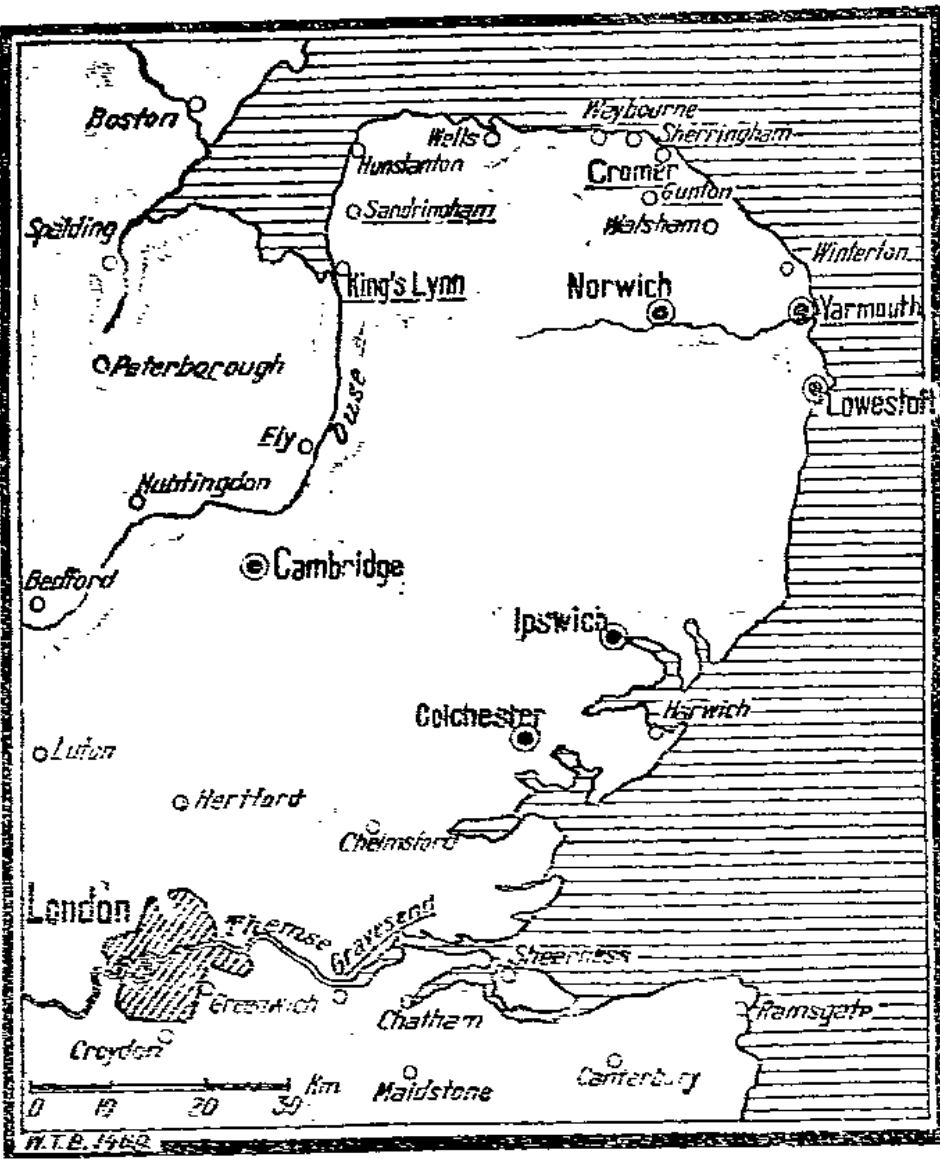 Boston
Wells
Waybourne
Sherringham
Hunstanton
Cromer
Gunton
Sandringham
Walsham
Spalding
Winterton
King's Lynn
Norwich
Yarmouth
Peterborough
Lowestoft
Ouse
Ely
Huntingdon
Cambridge
Bedford
Ipswich
Colchester
Harwich
Luton
Hertford
Chelmsford
London
Themse
Gravesend
Sheerness
Greenwich
Chatham
Ramsgate
Croydon
Maidstone
Canterbury
Km
0 10 20 30
W.T.B. 1460